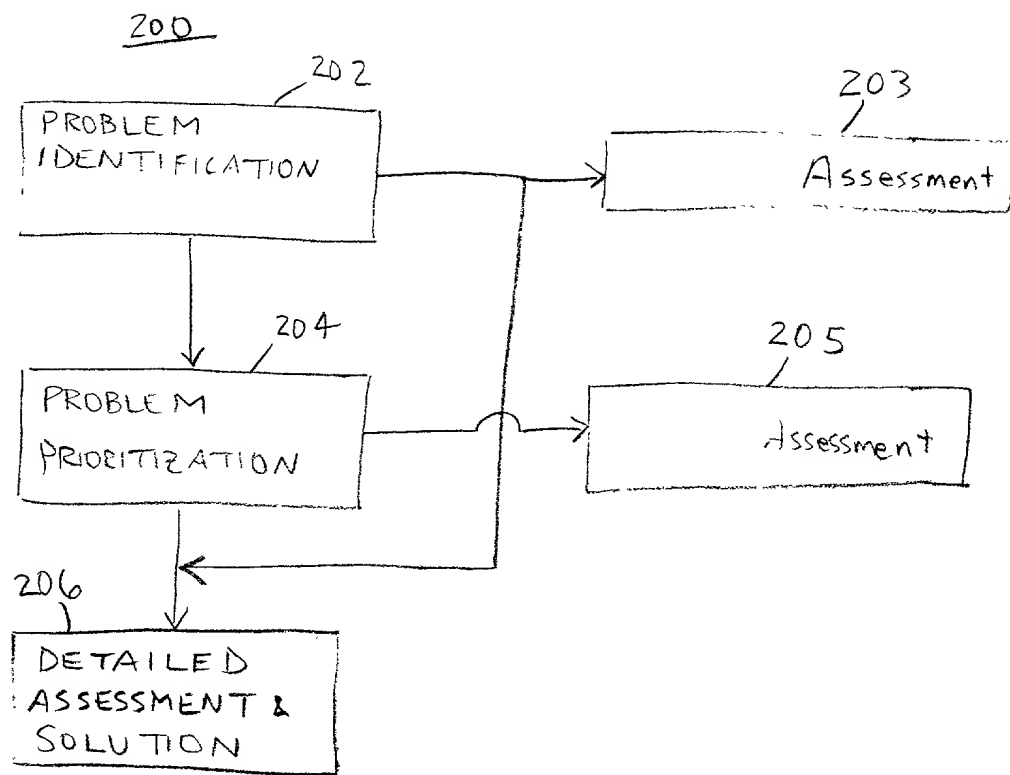 200
202
PROBLEM
IDENTIFICATION
203
Assessment
204
PROBLEM
PRIORITIZATION
205
Assessment
206
DETAILED
ASSESSMENT &
SOLUTION